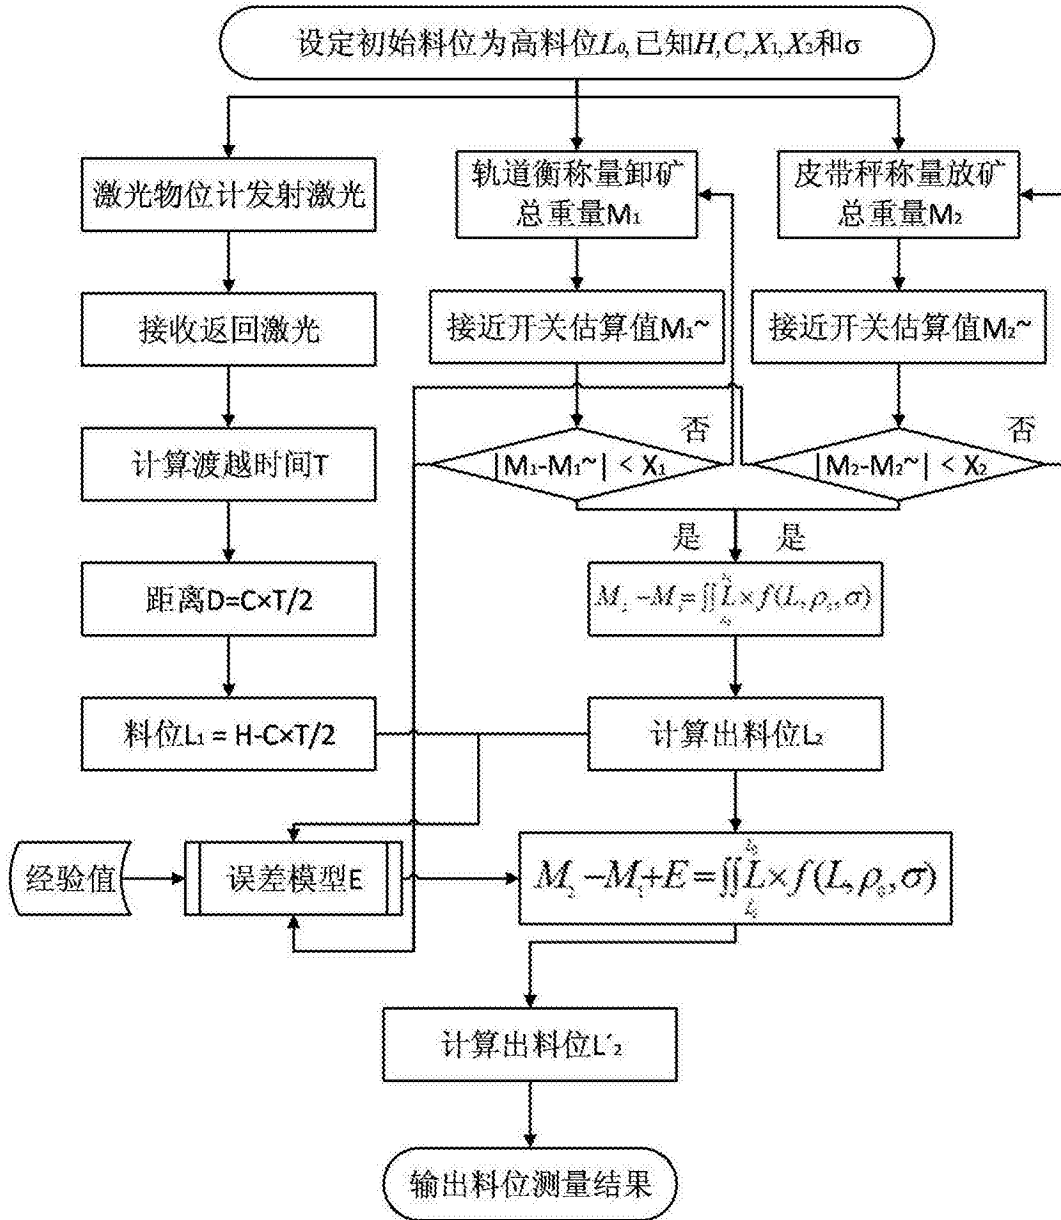 设定初始料位为高料位L₀,已知H,C,X₁,X₂和σ
激光物位计发射激光
轨道衡称量卸矿
总重量M₁
皮带秤称量放矿
总重量M₂
接收返回激光
接近开关估算值M₁~
接近开关估算值M₂~
计算渡越时间T
否
|M₁-M₁~| < X₁
否
|M₂-M₂~| < X₂
是
是
距离D=C×T/2
M₂-M₁=∬L×f(L,ρ,σ)
料位L₁ = H-C×T/2
计算出料位L₂
经验值
误差模型E
M₂-M₁+E=∬L×f(L,ρ,σ)
计算出料位L´₂
输出料位测量结果